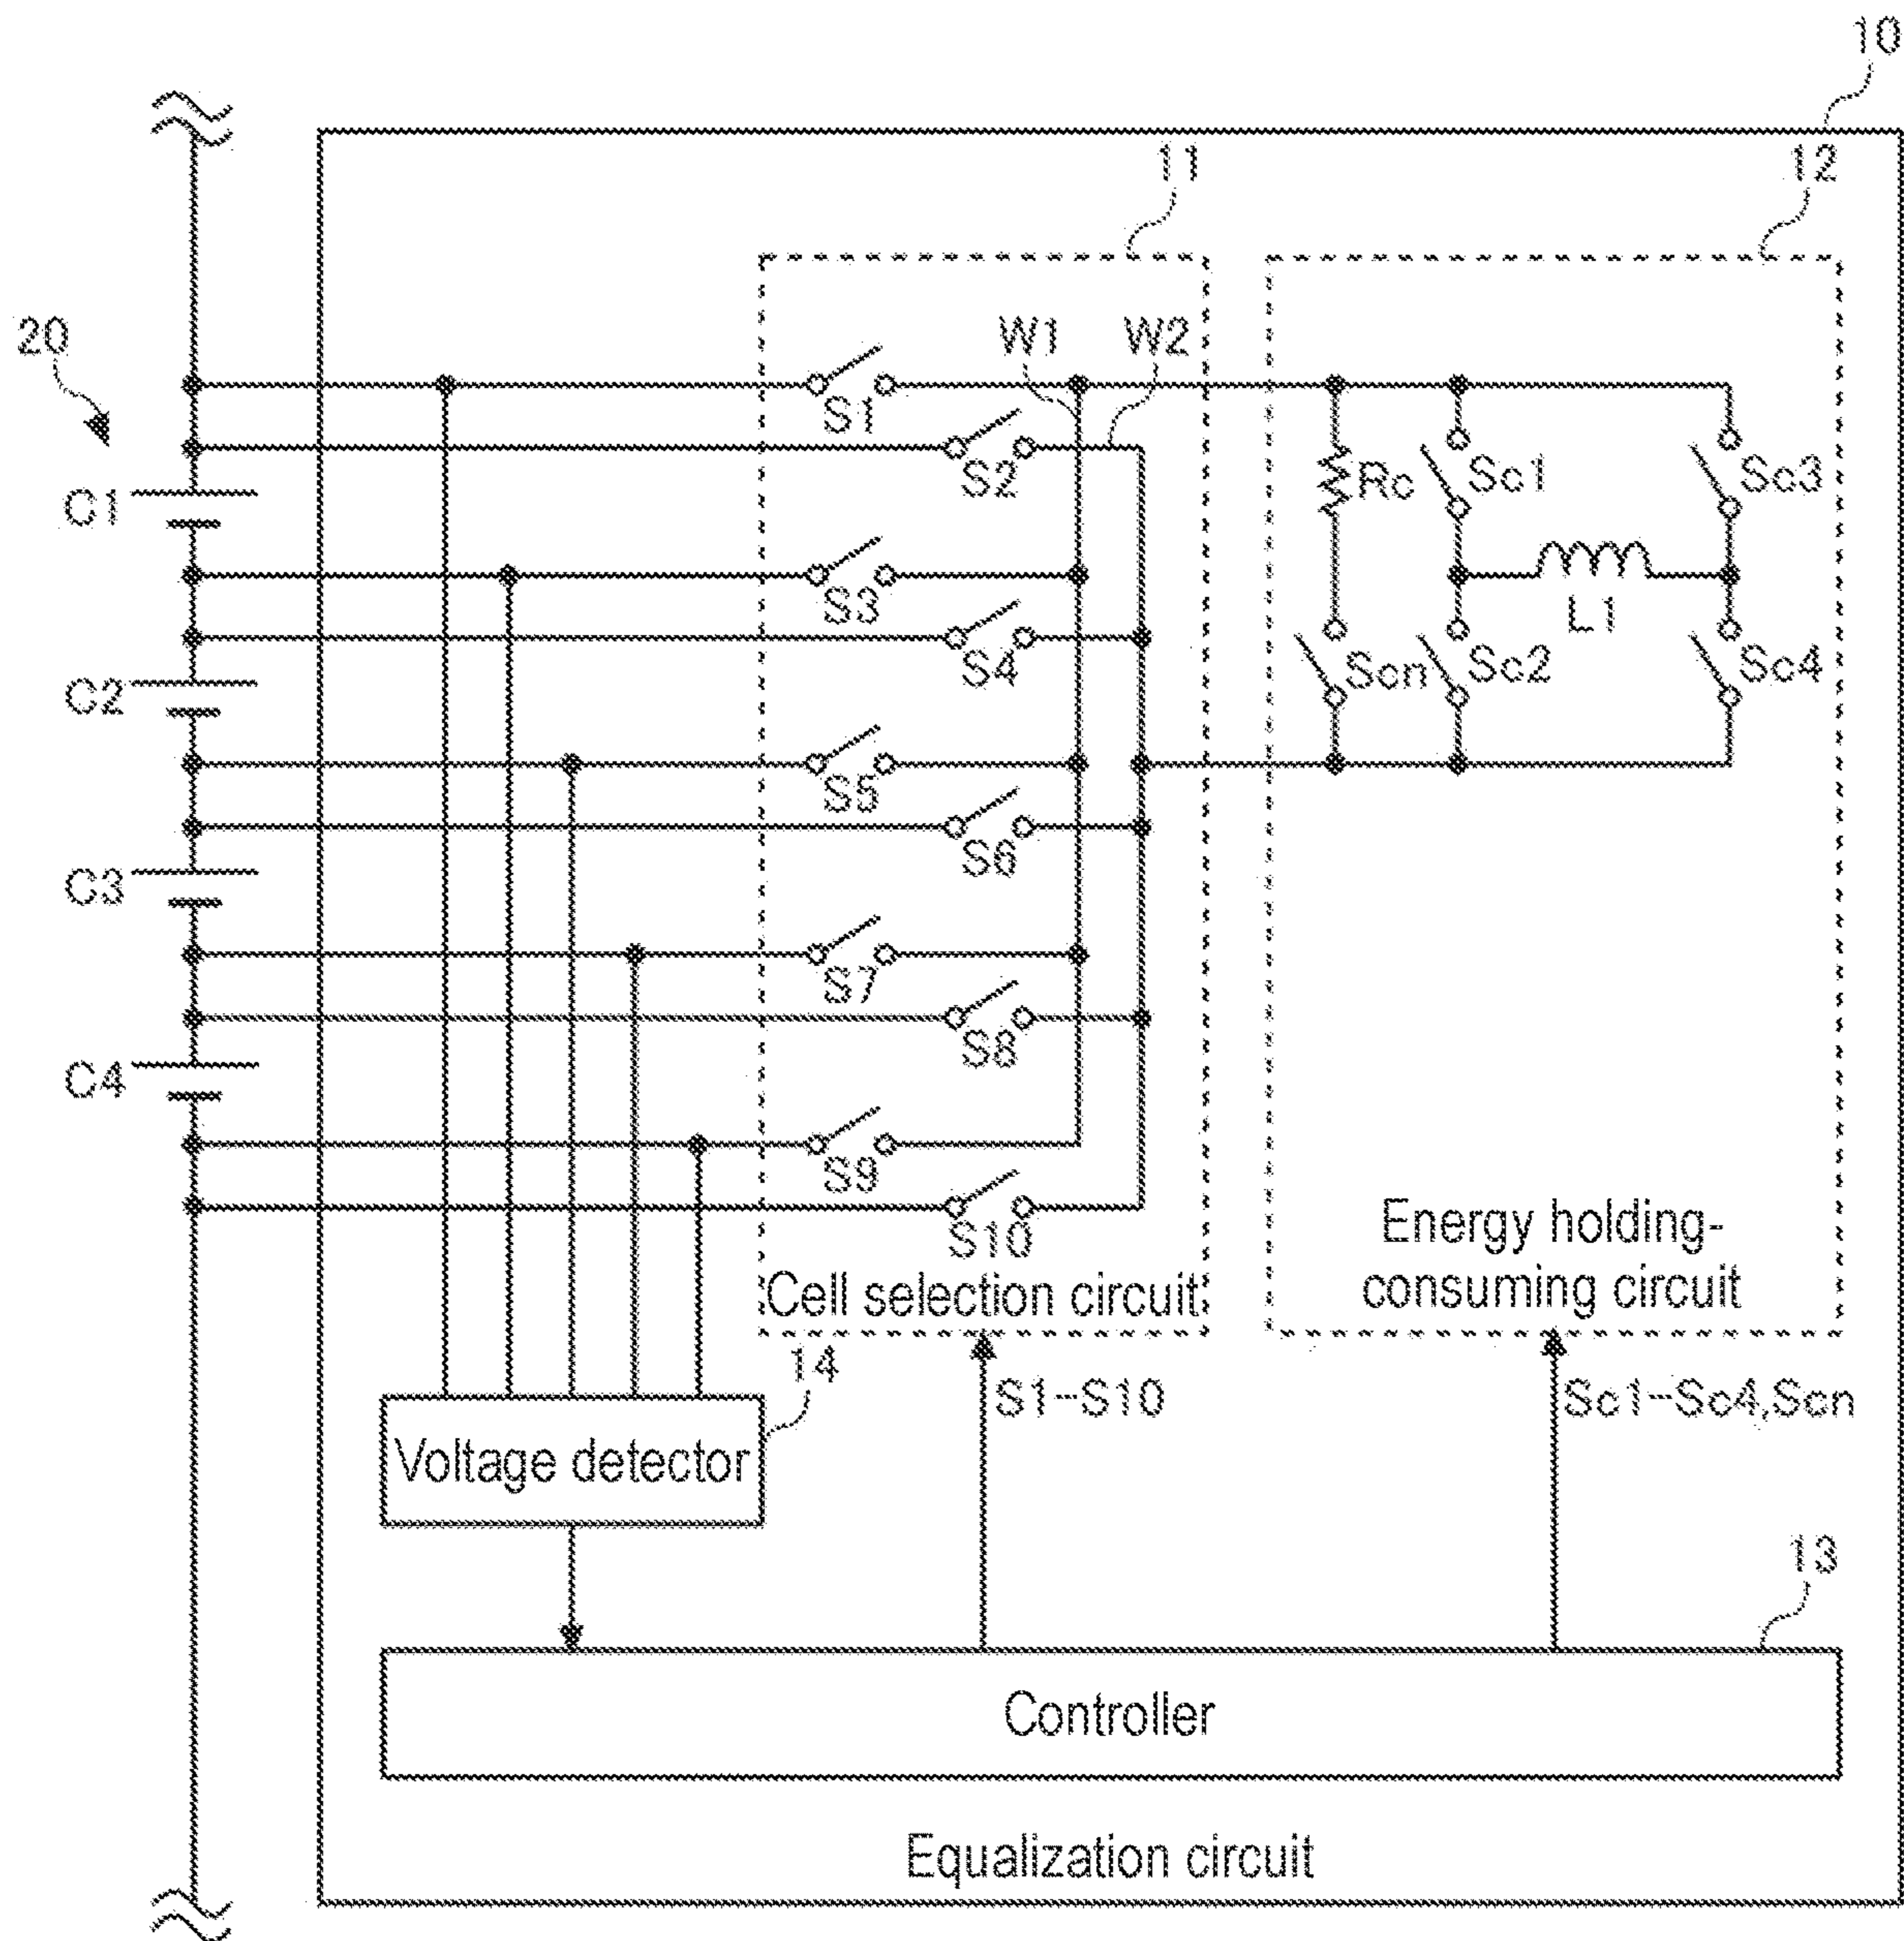 10
11
12
20
W1
W2
S1
S2
C1
Rc
Sc1
Sc3
S3
L1
S4
C2
Scn
Sc2
Sc4
S5
S6
C3
S7
S8
C4
S9
S10
Cell selection circuit
Energy holding-
consuming circuit
14
S1-S10
Sc1-Sc4,Scn
Voltage detector
13
Controller
Equalization circuit